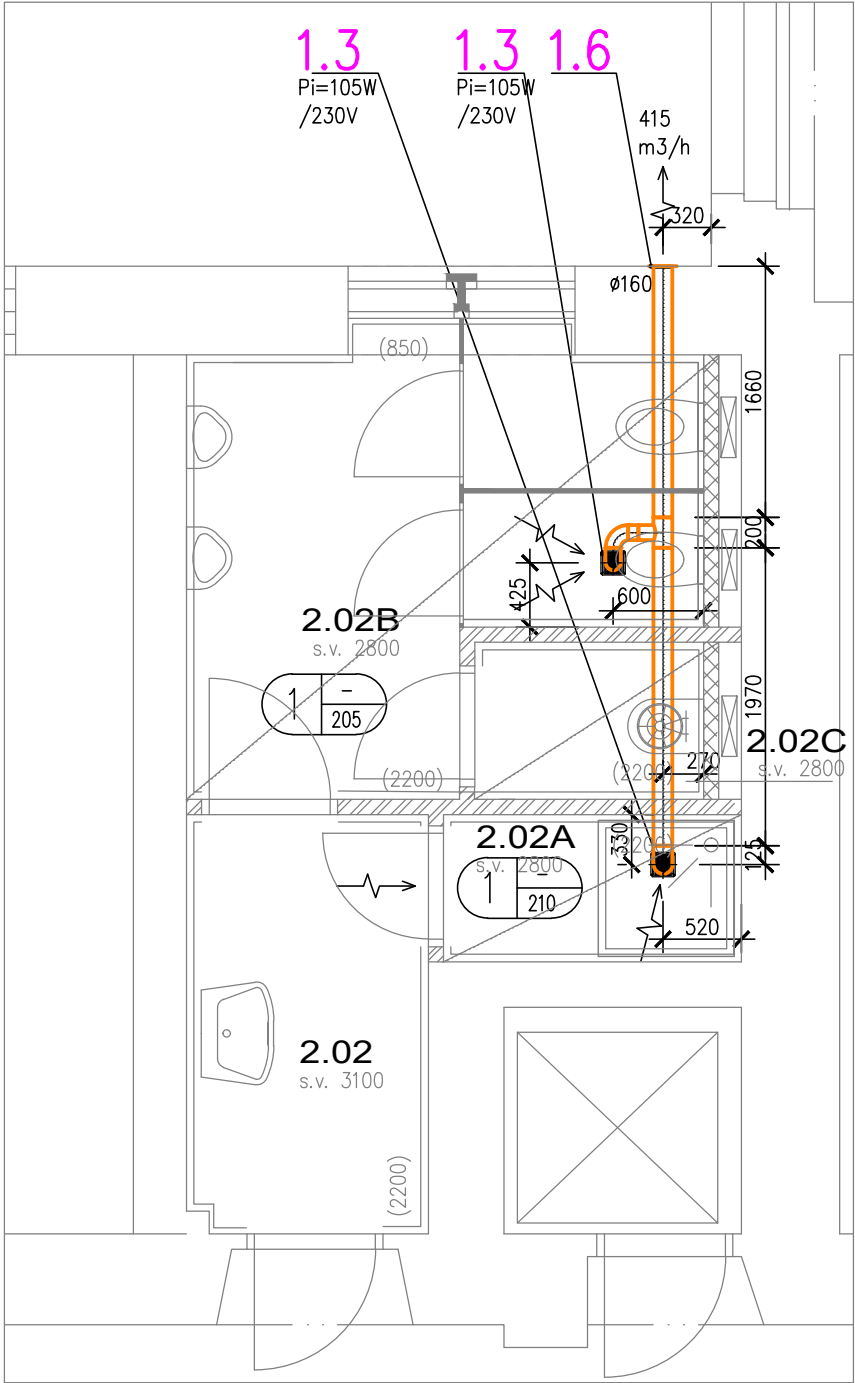 1.3
Pi=105W
/230V
1.3
Pi=105W
/230V
1.6
415
m3/h
320
ø160
(850)
1660
200
425
600
2.02B
s.v. 2800
1
-
205
1970
2.02C
s.v. 2800
270
(2200)
(2200)
2.02A
s.v. 2800
330
(2200)
125
1
-
210
520
2.02
s.v. 3100
(2200)